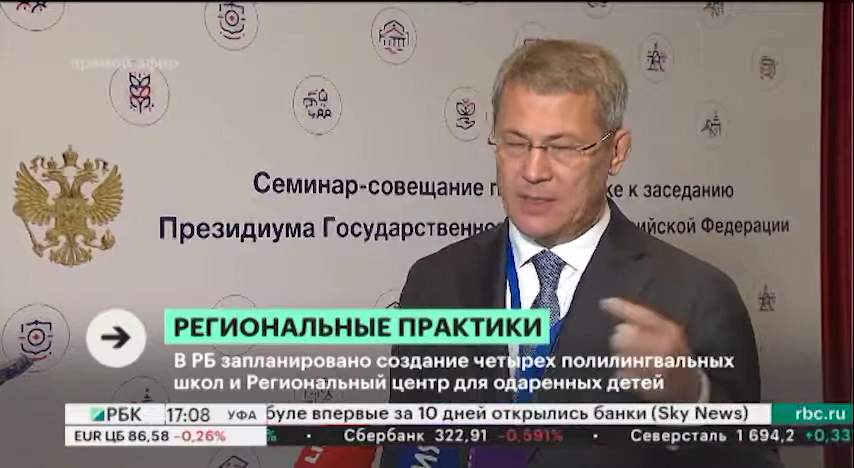 прямой эфир
Семинар-совещание п ке к заседанию
Президиума Государственно йской Федерации
РЕГИОНАЛЬНЫЕ ПРАКТИКИ
В РБ запланировано создание четырех полилингвальных
школ и Региональный центр для одаренных детей
РБК 17:08 УФА буле впервые за 10 дней открылись банки (Sky News) rbc.ru
EUR ЦБ 86,58 -0,26% Сбербанк 322,91 -0,591% Северсталь 1 694,2 +0,33